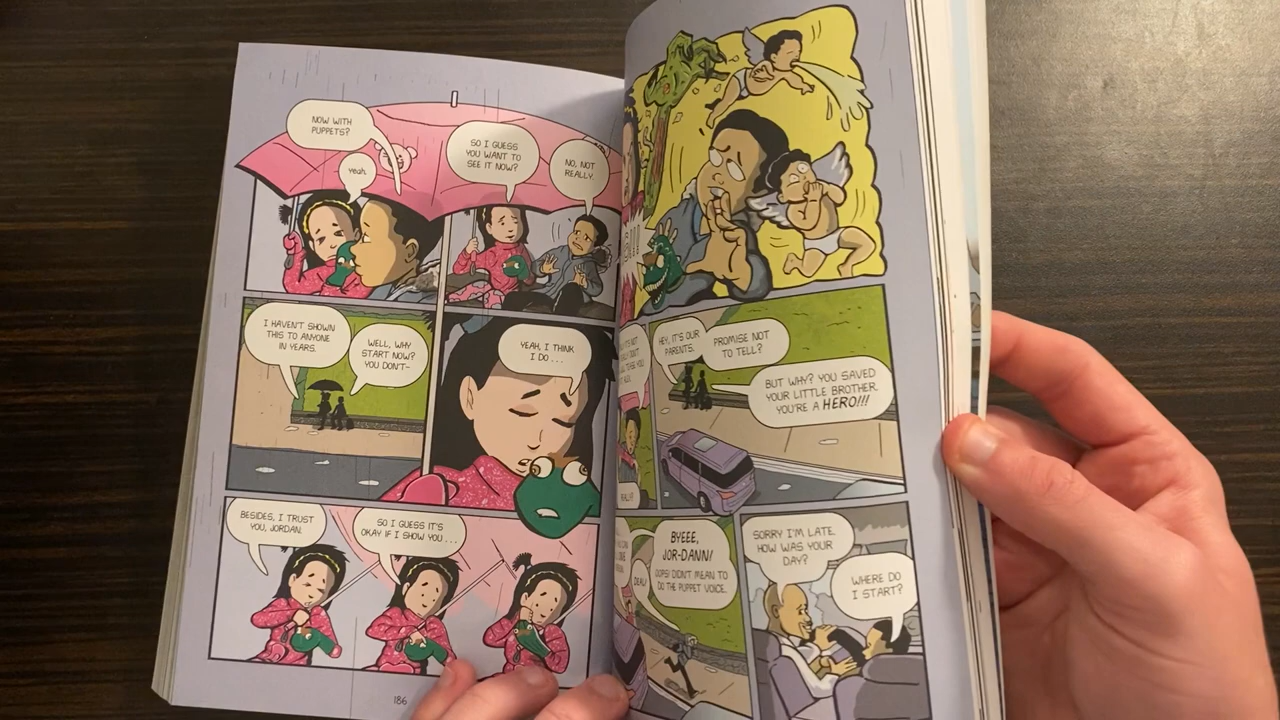 NOW WITH
PUPPETS?
yeah.
SO I GUESS
YOU WANT TO
SEE IT NOW?
NO, NOT
REALLY.
I HAVEN'T SHOWN
THIS TO ANYONE
IN YEARS.
WELL, WHY
START NOW?
YOU DON'T-
YEAH, I THINK
I DO . . .
BESIDES, I TRUST
YOU, JORDAN.
SO I GUESS IT'S
OKAY IF I SHOW YOU . . .
186
HEY, IT'S OUR
PARENTS.
PROMISE NOT
TO TELL?
BUT WHY? YOU SAVED
YOUR LITTLE BROTHER.
YOU'RE A HERO!!!
REALLY?
DEAL!
BYEEE,
JOR-DANN!
OOPS! DIDN'T MEAN TO
DO THE PUPPET VOICE.
SORRY I'M LATE.
HOW WAS YOUR
DAY?
WHERE DO
I START?